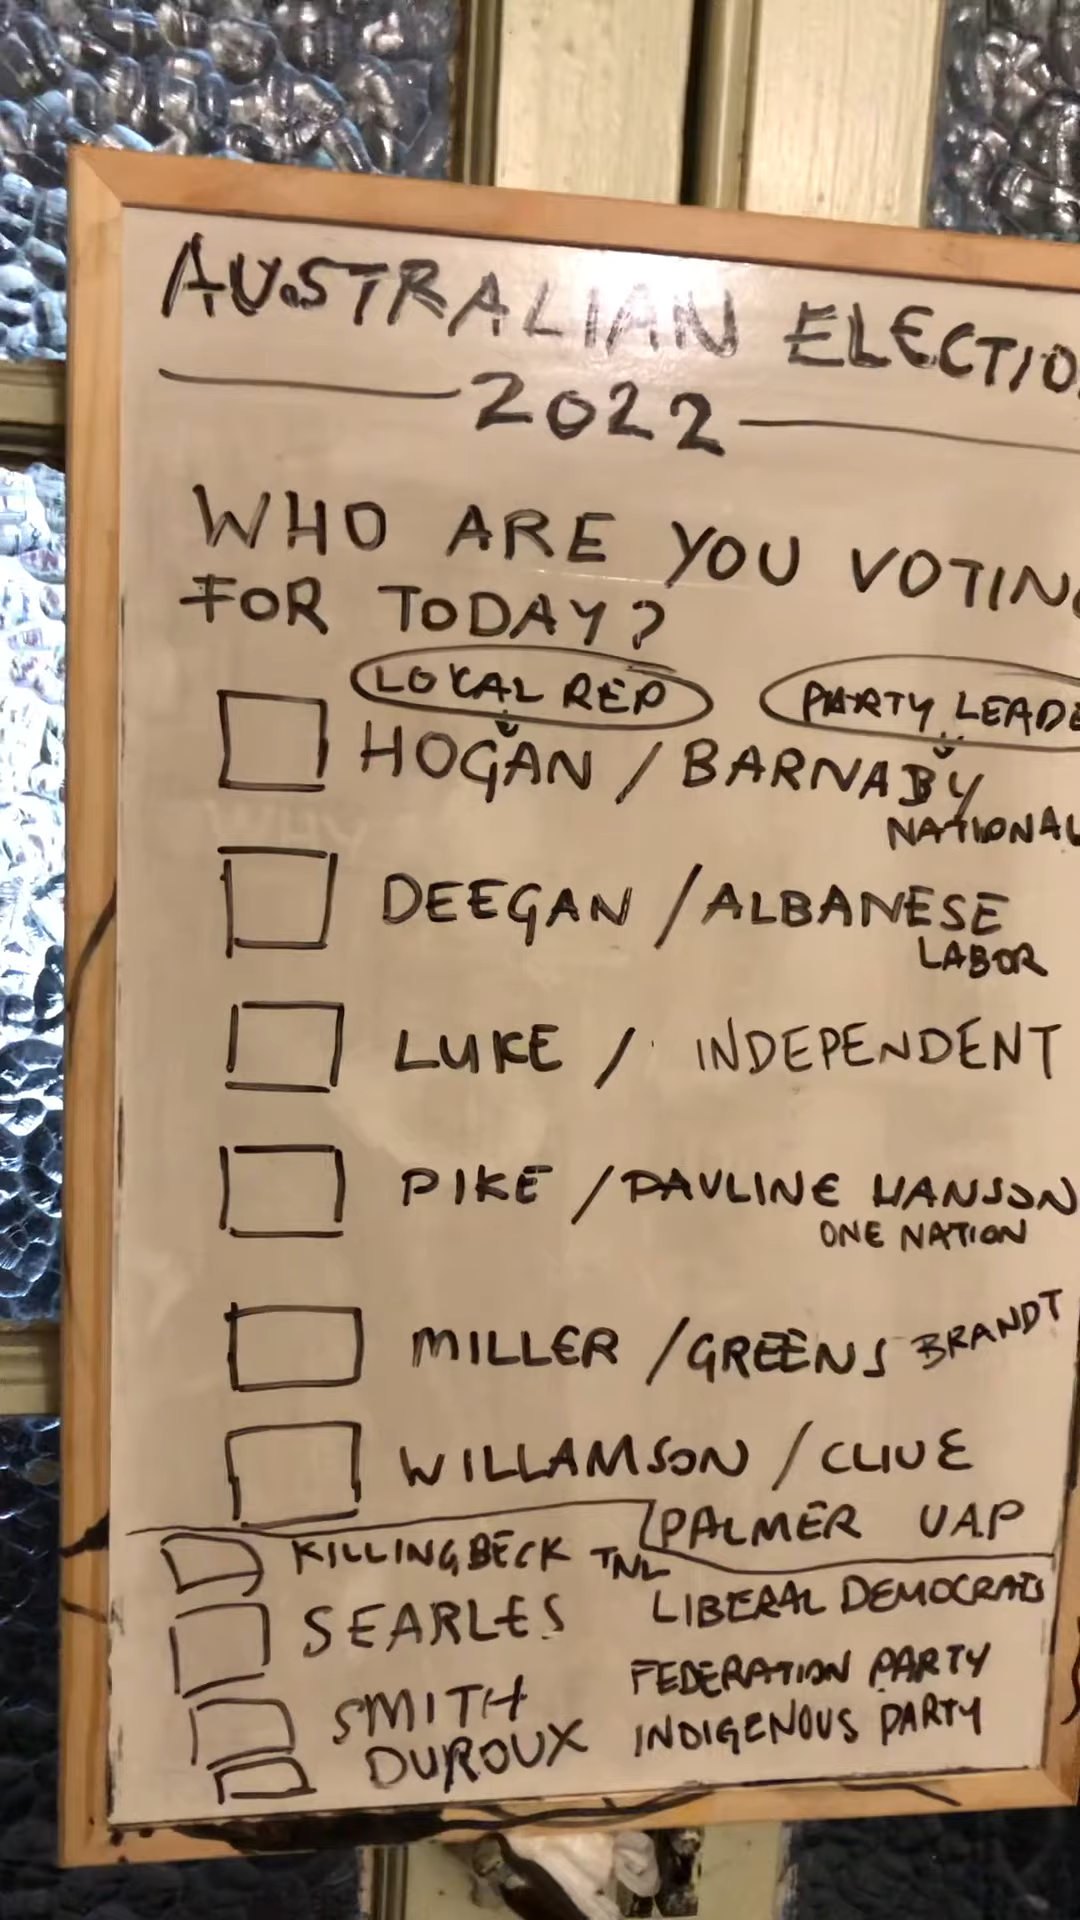 AUSTRALIAN ELECTIO
2022
WHO ARE YOU VOTING
FOR TODAY?
LOCAL REP PARTY LEADE
HOGAN / BARNABY
NATIONAL
DEEGAN / ALBANESE
LABOR
LUKE / INDEPENDENT
PIKE / PAULINE HANSON
ONE NATION
MILLER / GREENS BRANDT
WILLAMSON / CLIVE
PALMER UAP
KILLINGBECK TNL
SEARLES LIBERAL DEMOCRATS
SMITH FEDERATION PARTY
DUROUX INDIGENOUS PARTY